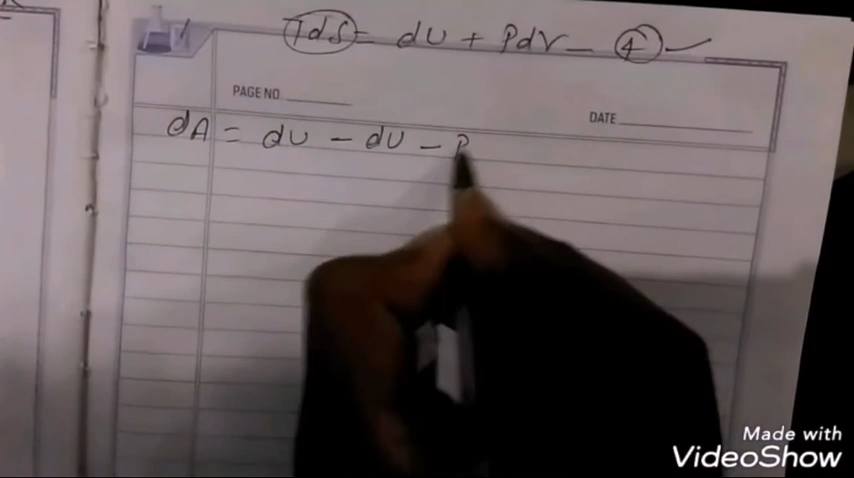 TdS = dU + PdV — 4
PAGE NO
DATE
dA = dU - dU - P
Made with
VideoShow